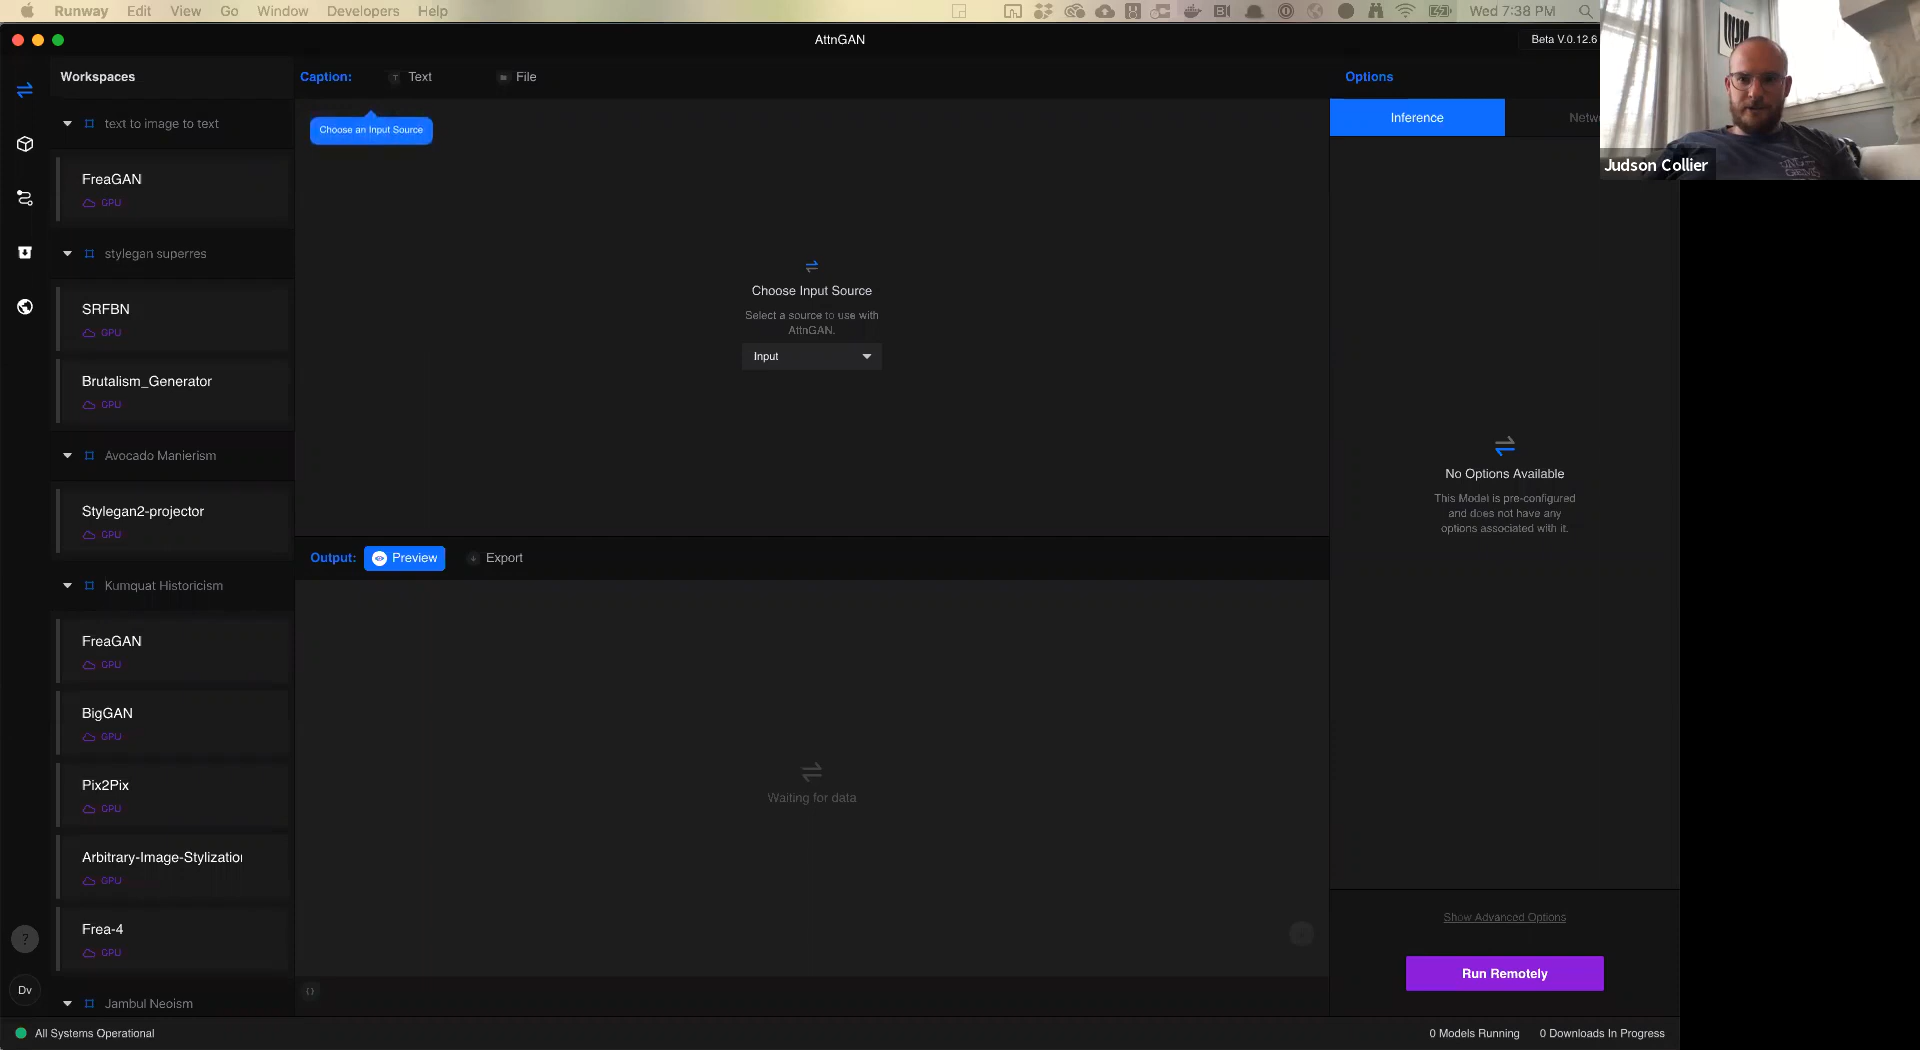 Runway Edit View Go Window Developers Help
Wed 7:38 PM
AttnGAN
Beta V.0.12.6
Workspaces
Caption:
Text
File
Options
Choose an Input Source
Inference
Netw
Judson Collier
text to image to text
FreaGAN
GPU
stylegan superres
SRFBN
GPU
Brutalism_Generator
GPU
Avocado Manierism
Stylegan2-projector
GPU
Kumquat Historicism
FreaGAN
GPU
BigGAN
GPU
Pix2Pix
GPU
Arbitrary-Image-Stylization
GPU
Frea-4
GPU
Jambul Neoism
Choose Input Source
Select a source to use with
AttnGAN.
Input
No Options Available
This Model is pre-configured
and does not have any
options associated with it.
Output:
Preview
Export
Waiting for data
{}
Show Advanced Options
Run Remotely
?
Dv
All Systems Operational
0 Models Running
0 Downloads In Progress